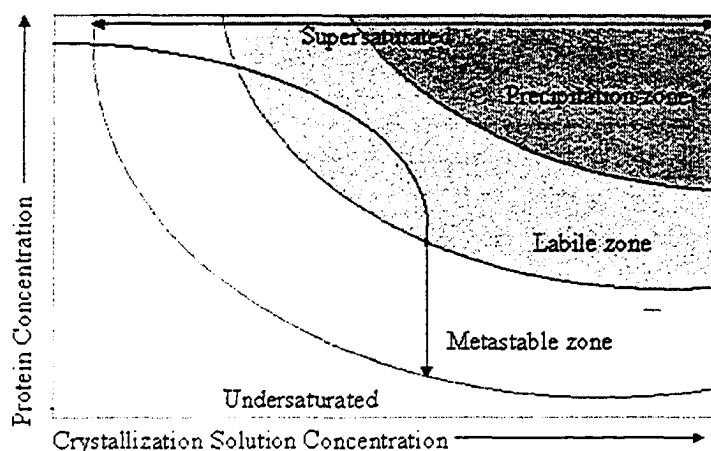 Supersaturated
Precipitation zone
Labile zone
Metastable zone
Undersaturated
Protein Concentration
Crystallization Solution Concentration